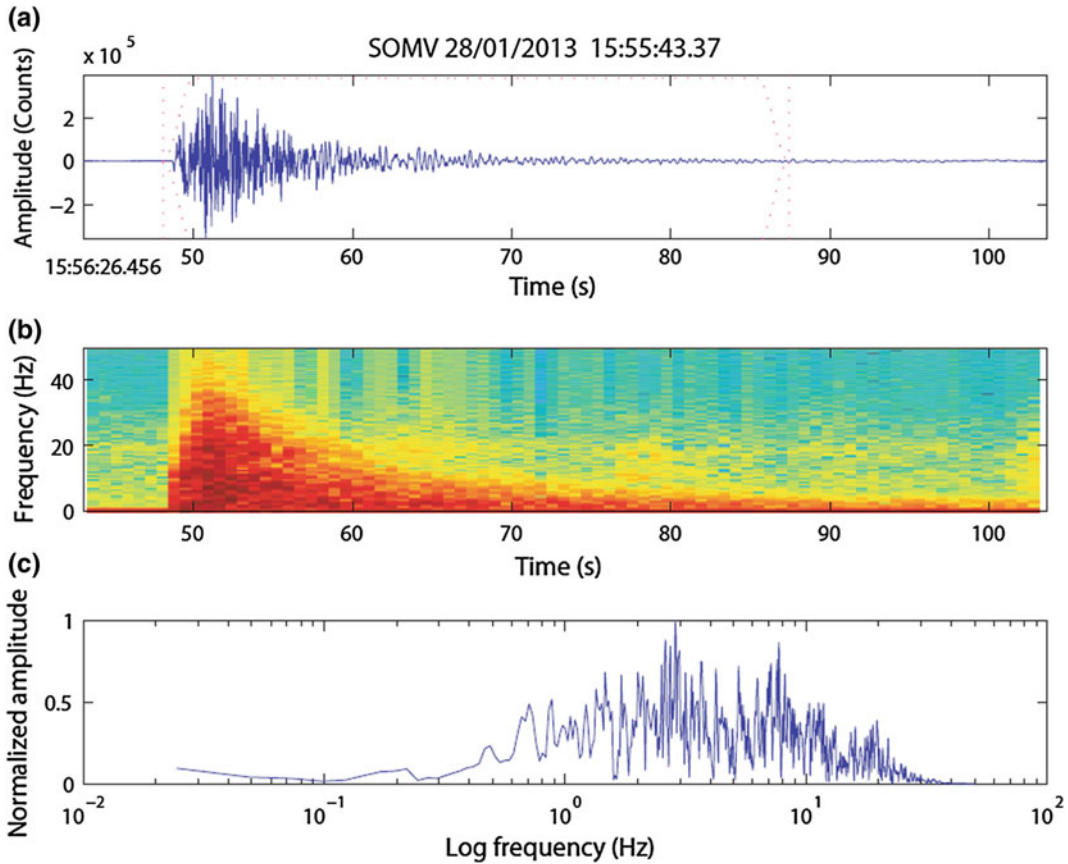 (a)
x 10^5
SOMV 28/01/2013 15:55:43.37
Amplitude (Counts)
2
0
−2
50 60 70 80 90 100
15:56:26.456
Time (s)
(b)
Frequency (Hz)
40
20
0
50 60 70 80 90 100
Time (s)
(c)
Normalized amplitude
1
0.5
0
10^−2 10^−1 10^0 10^1 10^2
Log frequency (Hz)